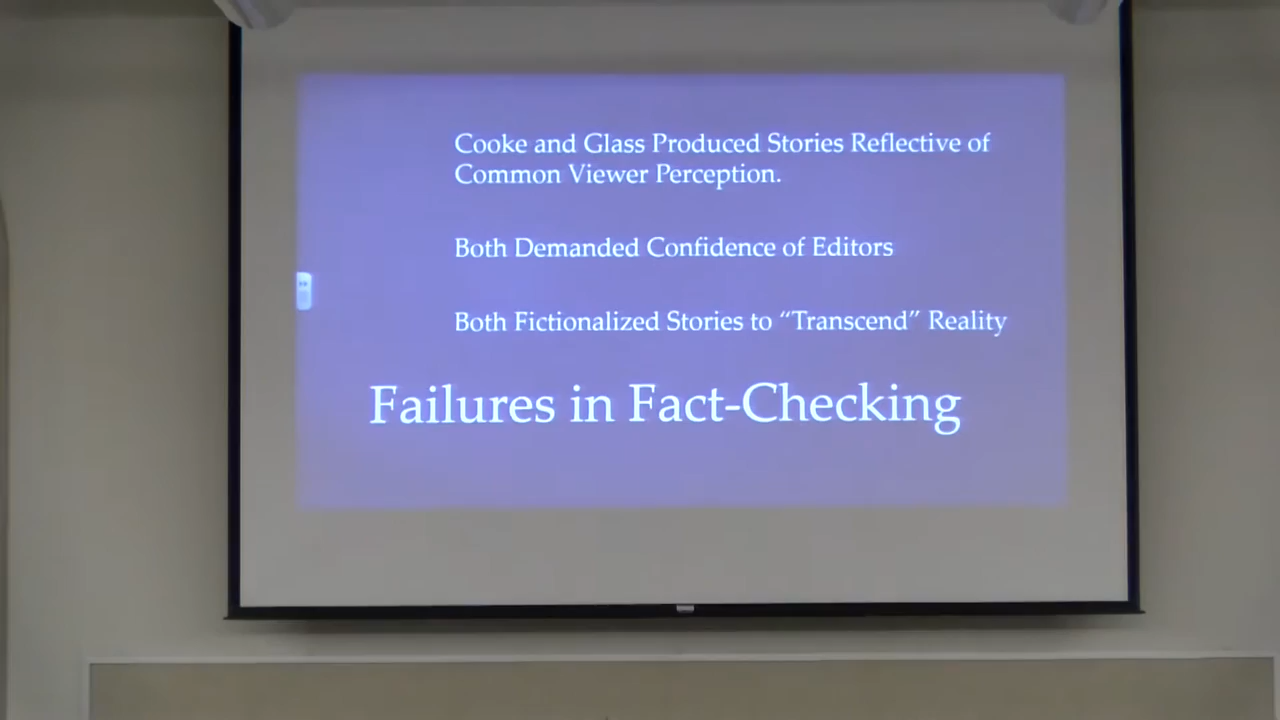 Cooke and Glass Produced Stories Reflective of
Common Viewer Perception.
Both Demanded Confidence of Editors
Both Fictionalized Stories to “Transcend” Reality
Failures in Fact-Checking